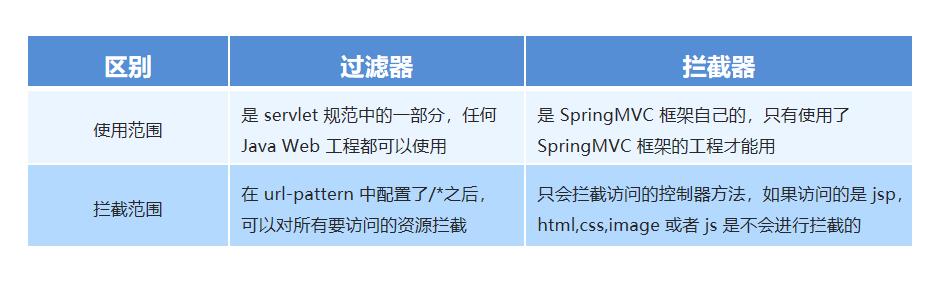 区别
过滤器
拦截器
使用范围
是 servlet 规范中的一部分，任何
Java Web 工程都可以使用
是 SpringMVC 框架自己的，只有使用了
SpringMVC 框架的工程才能用
拦截范围
在 url-pattern 中配置了/*之后，
可以对所有要访问的资源拦截
只会拦截访问的控制器方法，如果访问的是 jsp，
html,css,image 或者 js 是不会进行拦截的